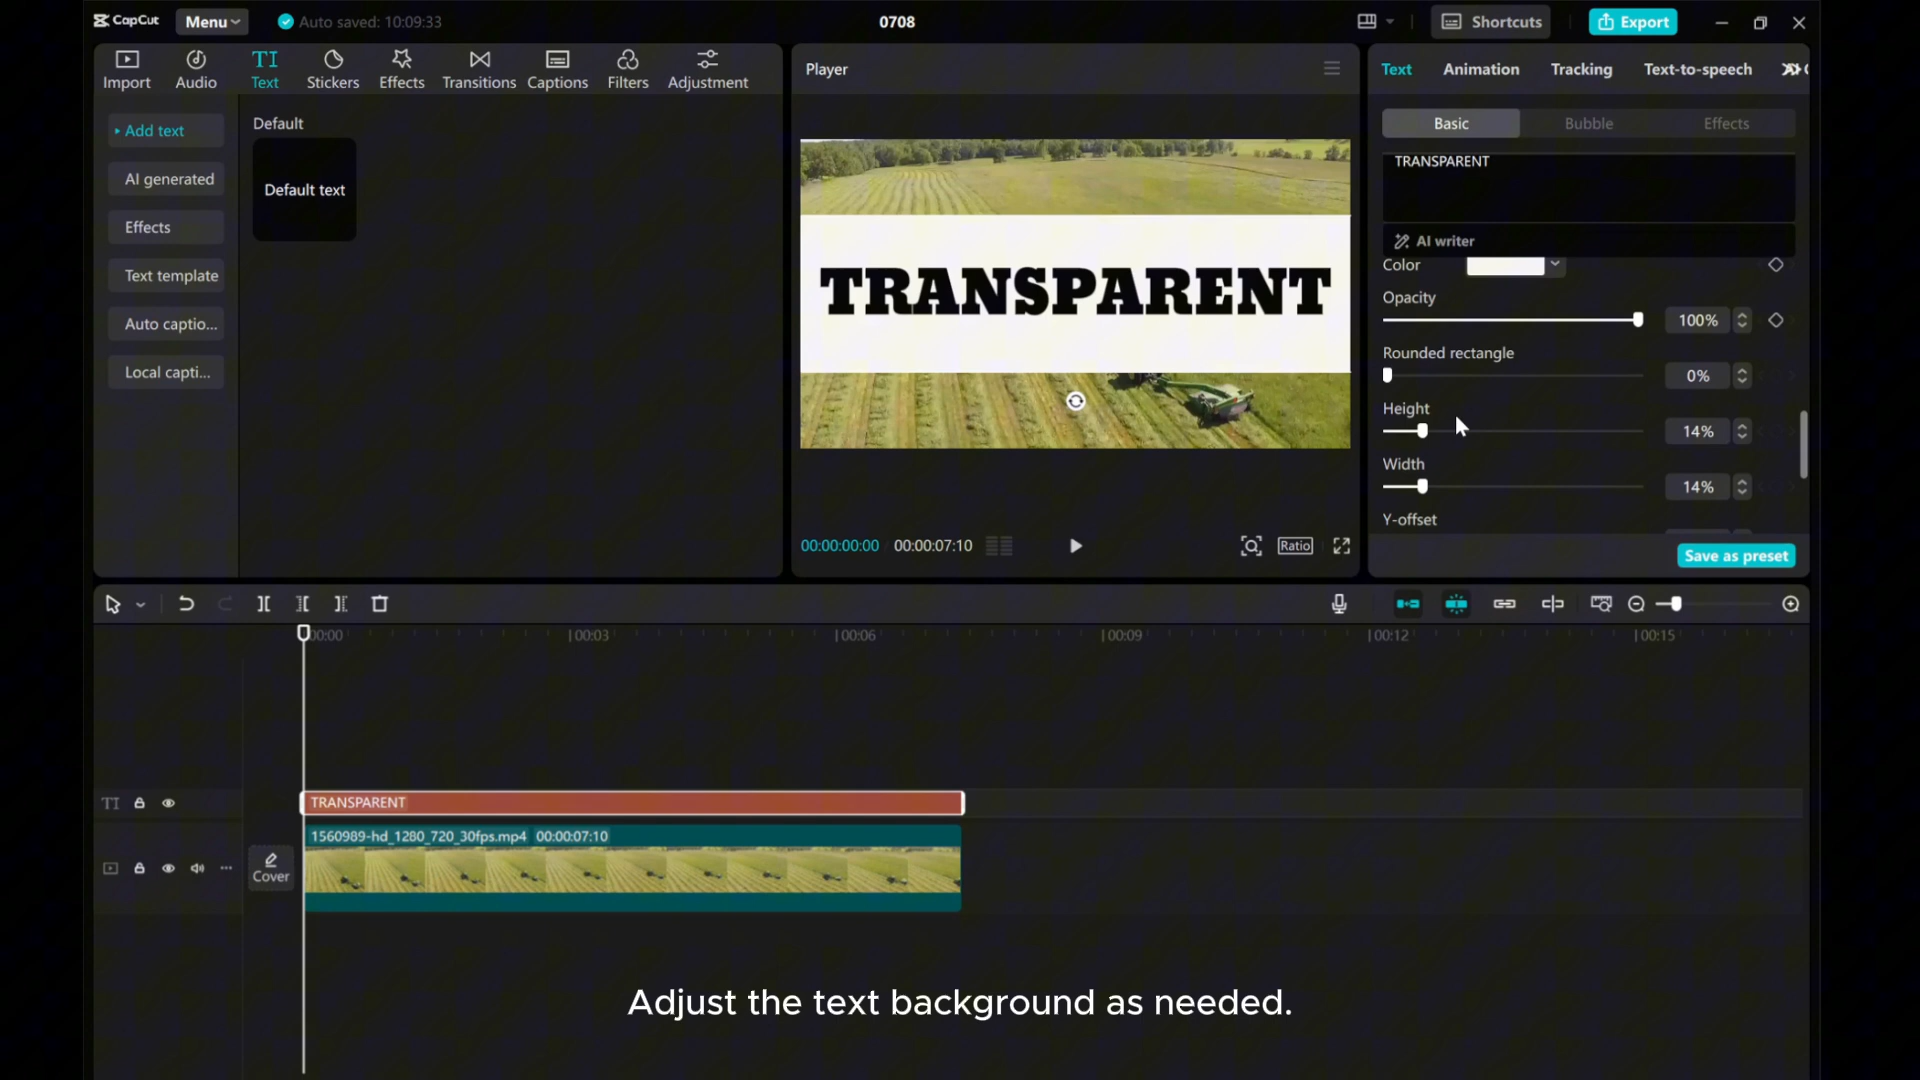 CapCut Menu Auto saved: 10:09:33 0708 Shortcuts Export
Import Audio Text Stickers Effects Transitions Captions Filters Adjustment
Add text
AI generated
Effects
Text template
Auto captio...
Local capti...
Default
Default text
Player
TRANSPARENT
00:00:00:00 00:00:07:10 Ratio
Text Animation Tracking Text-to-speech
Basic Bubble Effects
TRANSPARENT
AI writer
Color
Opacity
100%
Rounded rectangle
0%
Height
14%
Width
14%
Y-offset
Save as preset
00:00 00:03 00:06 00:09 00:12 00:15
TI TRANSPARENT
1560989-hd_1280_720_30fps.mp4 00:00:07:10
Cover
Adjust the text background as needed.